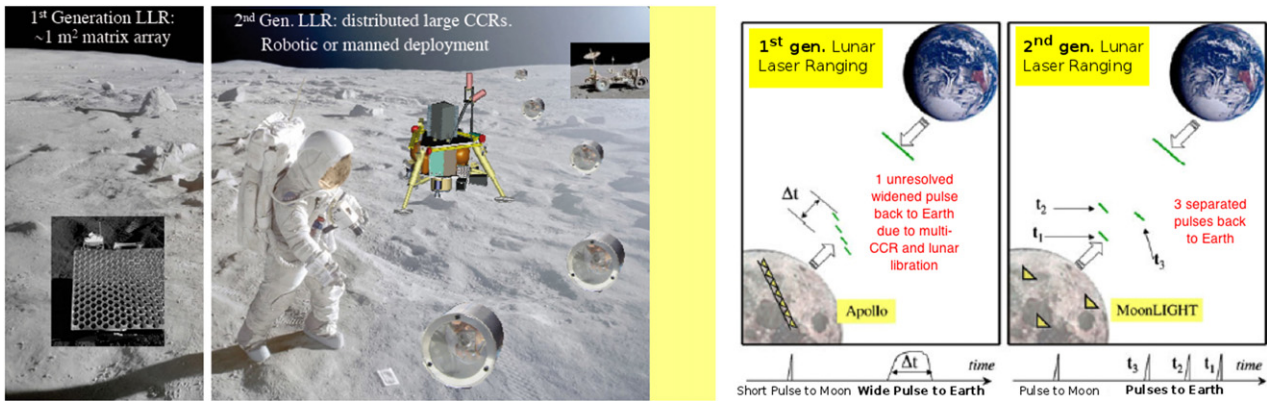 1st Generation LLR:
~1 m² matrix array
2nd Gen. LLR: distributed large CCRs.
Robotic or manned deployment
1st gen. Lunar
Laser Ranging
Δt
1 unresolved
widened pulse
back to Earth
due to multi-
CCR and lunar
libration
Apollo
Δt
time
Short Pulse to Moon Wide Pulse to Earth
2nd gen. Lunar
Laser Ranging
t2
t1
t3
3 separated
pulses back
to Earth
MoonLIGHT
t3 t2 t1 time
Pulse to Moon Pulses to Earth